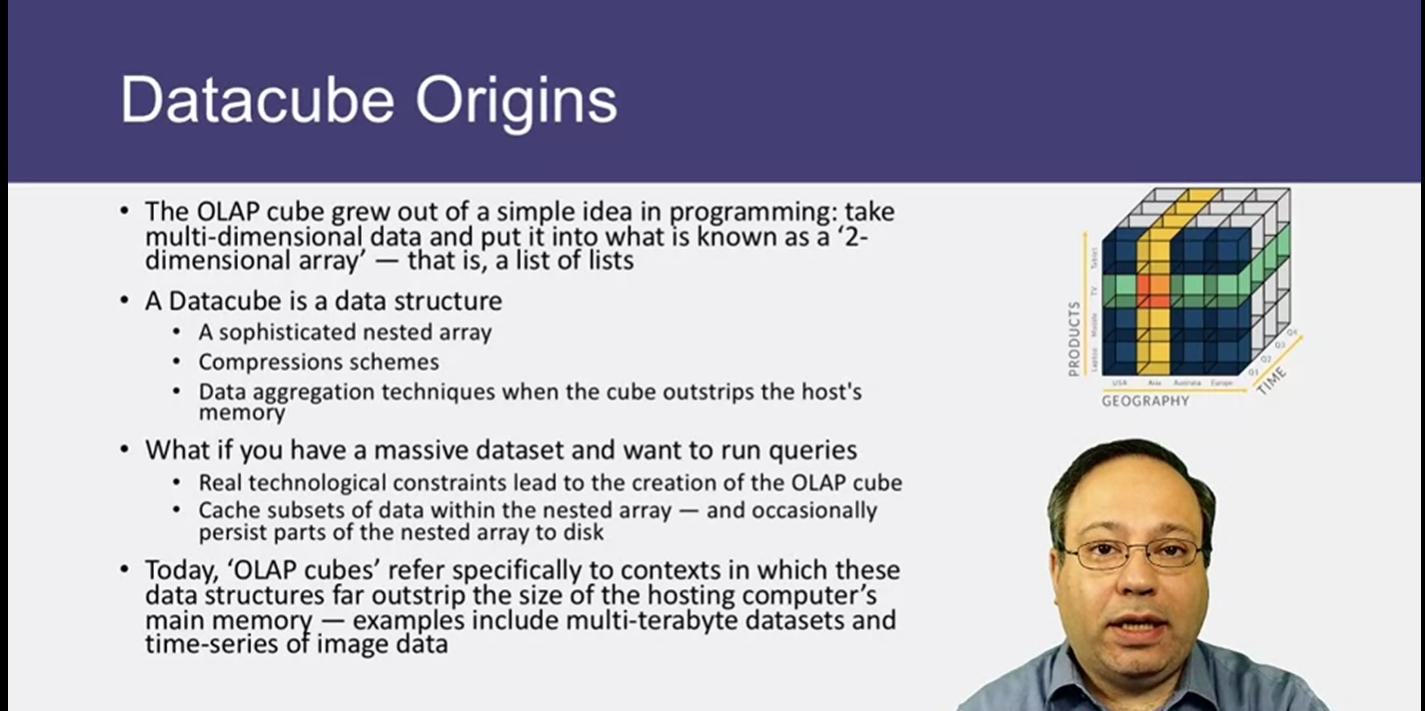 Datacube Origins
• The OLAP cube grew out of a simple idea in programming: take
multi-dimensional data and put it into what is known as a ‘2-
dimensional array’ — that is, a list of lists
• A Datacube is a data structure
• A sophisticated nested array
• Compressions schemes
• Data aggregation techniques when the cube outstrips the host's
memory
• What if you have a massive dataset and want to run queries
• Real technological constraints lead to the creation of the OLAP cube
• Cache subsets of data within the nested array — and occasionally
persist parts of the nested array to disk
• Today, ‘OLAP cubes’ refer specifically to contexts in which these
data structures far outstrip the size of the hosting computer’s
main memory — examples include multi-terabyte datasets and
time-series of image data
PRODUCTS
Tablet
TV
Mobile
Laptop
USA Asia Australia Europe
GEOGRAPHY
Q1
Q2
Q3
Q4
TIME